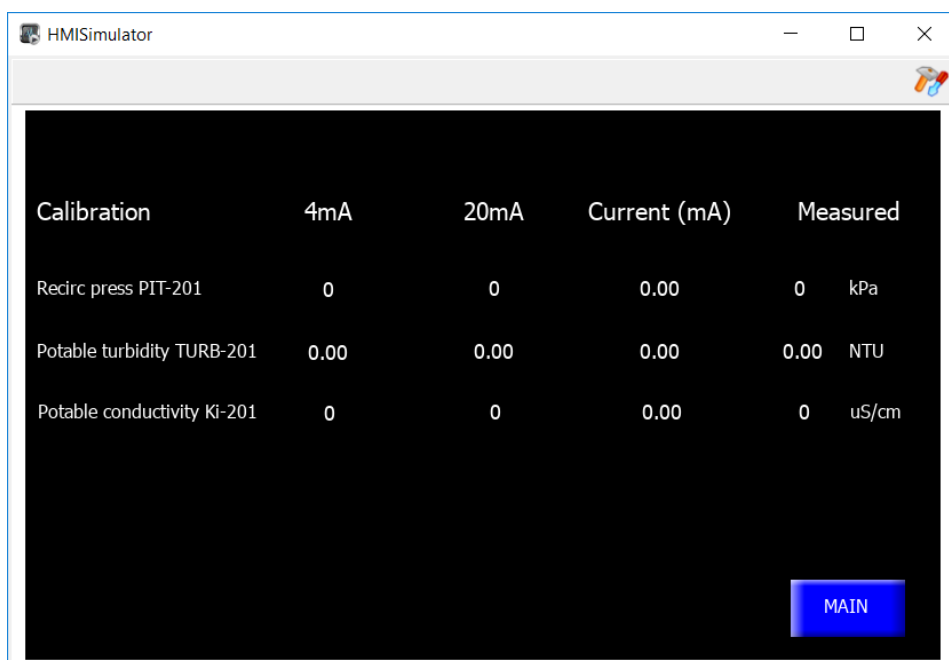 HMISimulator
Calibration 4mA 20mA Current (mA) Measured
Recirc press PIT-201 0 0 0.00 0 kPa
Potable turbidity TURB-201 0.00 0.00 0.00 0.00 NTU
Potable conductivity Ki-201 0 0 0.00 0 uS/cm
MAIN